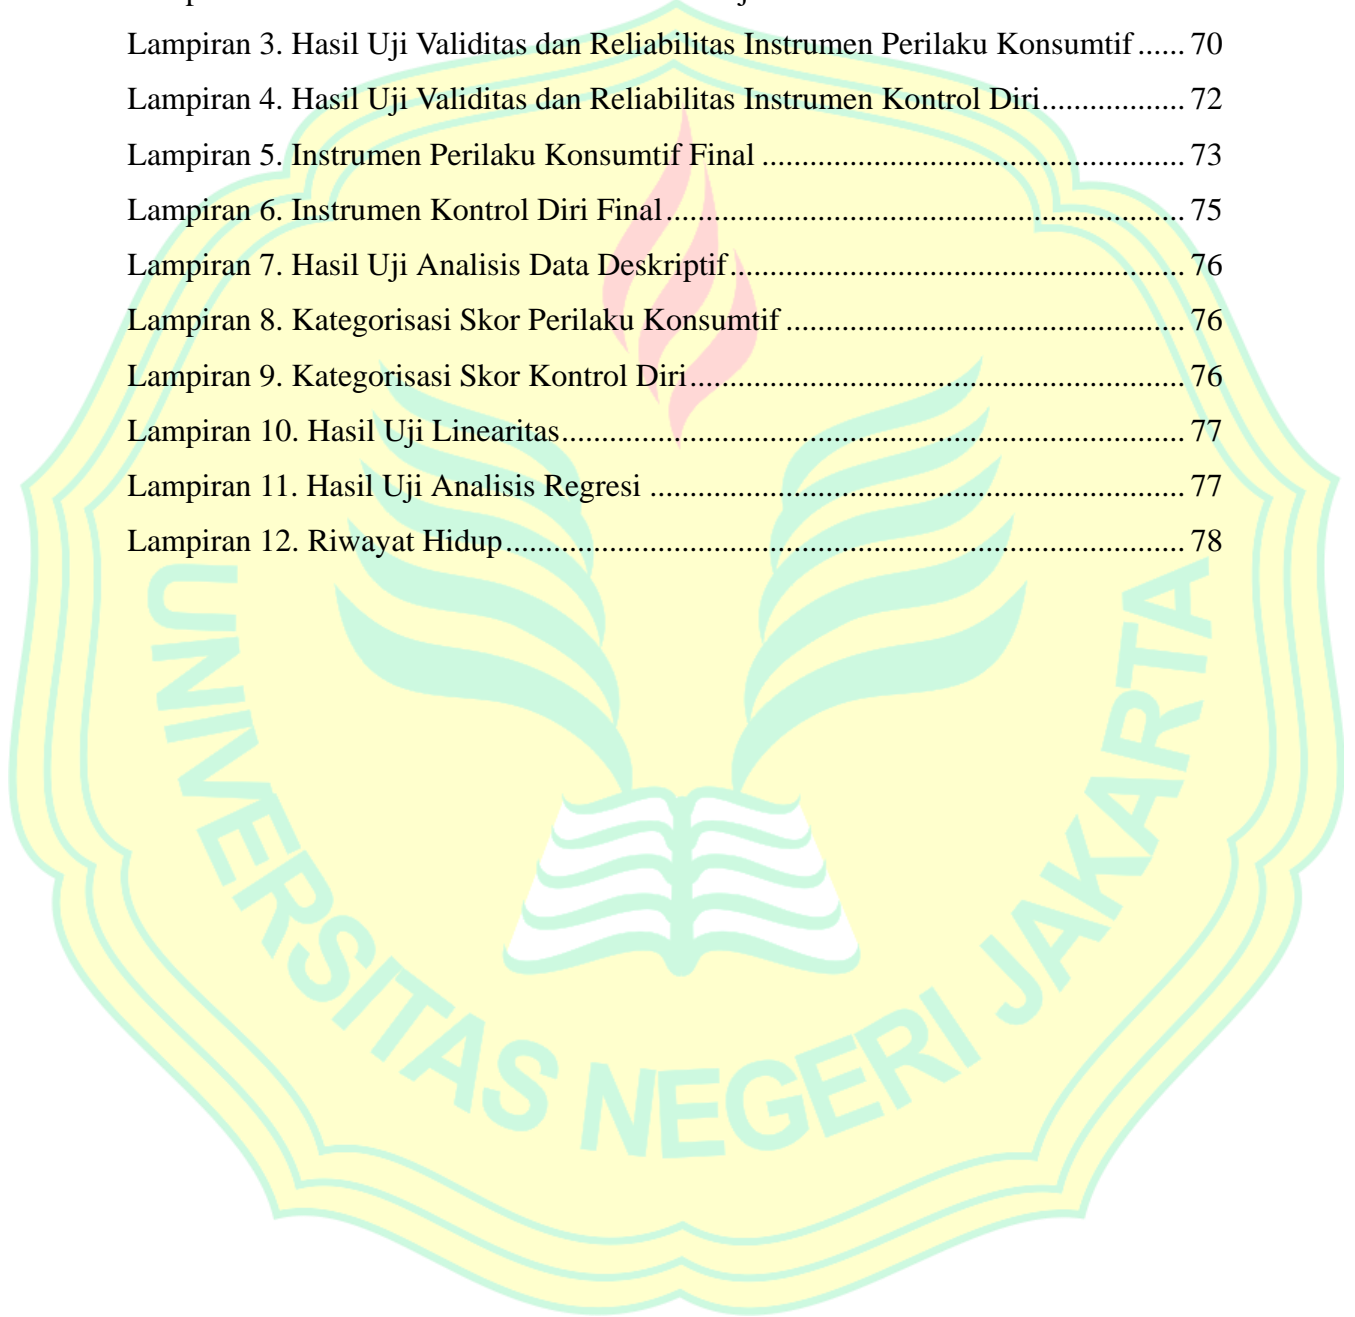 Lampiran 3. Hasil Uji Validitas dan Reliabilitas Instrumen Perilaku Konsumtif ...... 70
Lampiran 4. Hasil Uji Validitas dan Reliabilitas Instrumen Kontrol Diri.................. 72
Lampiran 5. Instrumen Perilaku Konsumtif Final ...................................................... 73
Lampiran 6. Instrumen Kontrol Diri Final.................................................................. 75
Lampiran 7. Hasil Uji Analisis Data Deskriptif ......................................................... 76
Lampiran 8. Kategorisasi Skor Perilaku Konsumtif ................................................... 76
Lampiran 9. Kategorisasi Skor Kontrol Diri............................................................... 76
Lampiran 10. Hasil Uji Linearitas............................................................................... 77
Lampiran 11. Hasil Uji Analisis Regresi .................................................................... 77
Lampiran 12. Riwayat Hidup...................................................................................... 78
UNIVERSITAS NEGERI JAKARTA